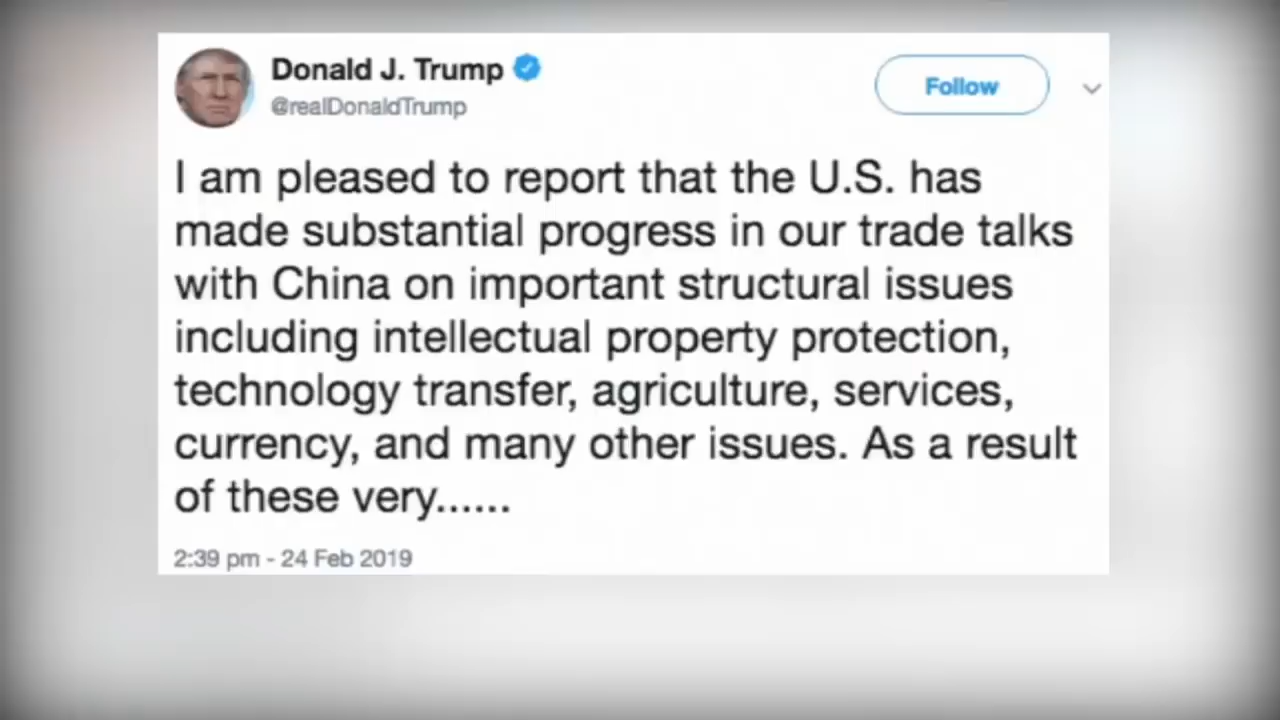 Donald J. Trump
@realDonaldTrump
Follow
I am pleased to report that the U.S. has
made substantial progress in our trade talks
with China on important structural issues
including intellectual property protection,
technology transfer, agriculture, services,
currency, and many other issues. As a result
of these very......
2:39 pm - 24 Feb 2019